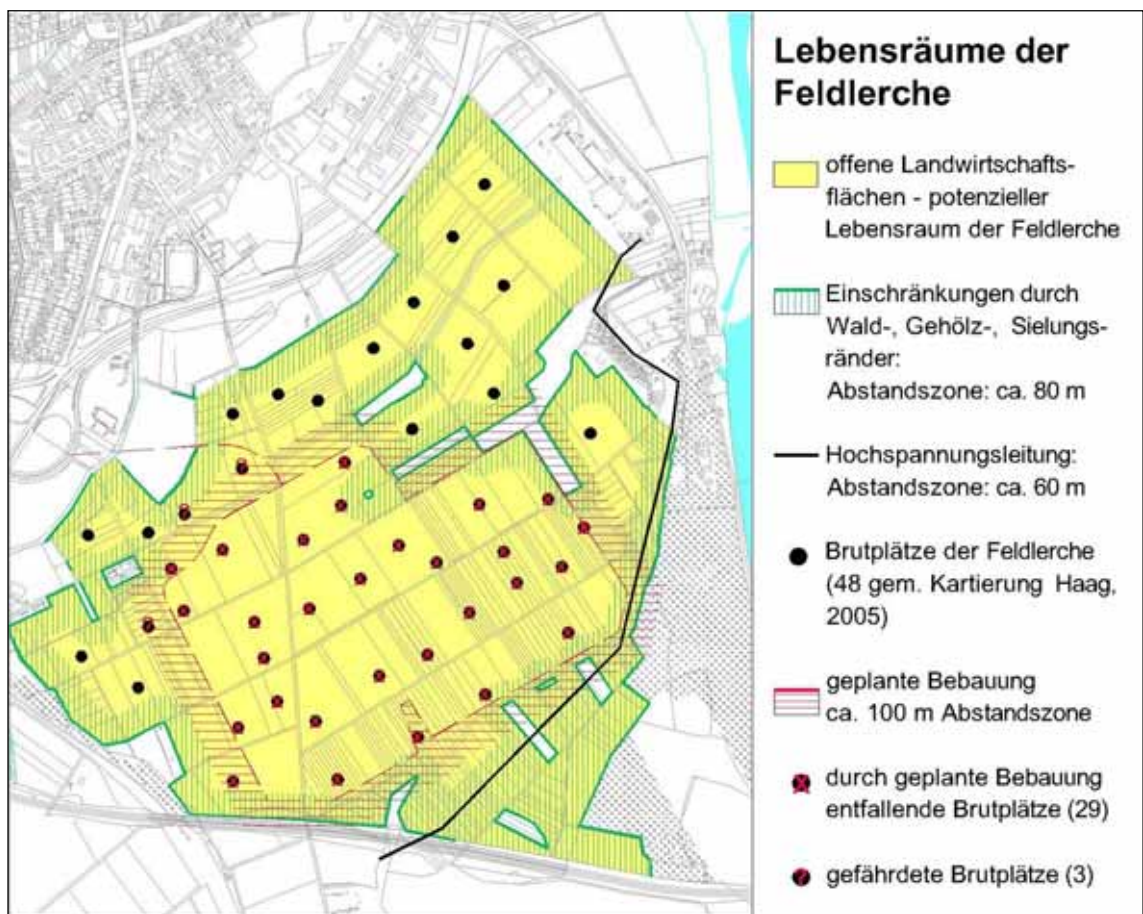 Lebensräume der
Feldlerche
offene Landwirtschafts-
flächen - potenzieller
Lebensraum der Feldlerche
Einschränkungen durch
Wald-, Gehölz-, Sielungs-
ränder:
Abstandszone: ca. 80 m
Hochspannungsleitung:
Abstandszone: ca. 60 m
Brutplätze der Feldlerche
(48 gem. Kartierung Haag,
2005)
geplante Bebauung
ca. 100 m Abstandszone
durch geplante Bebauung
entfallende Brutplätze (29)
gefährdete Brutplätze (3)